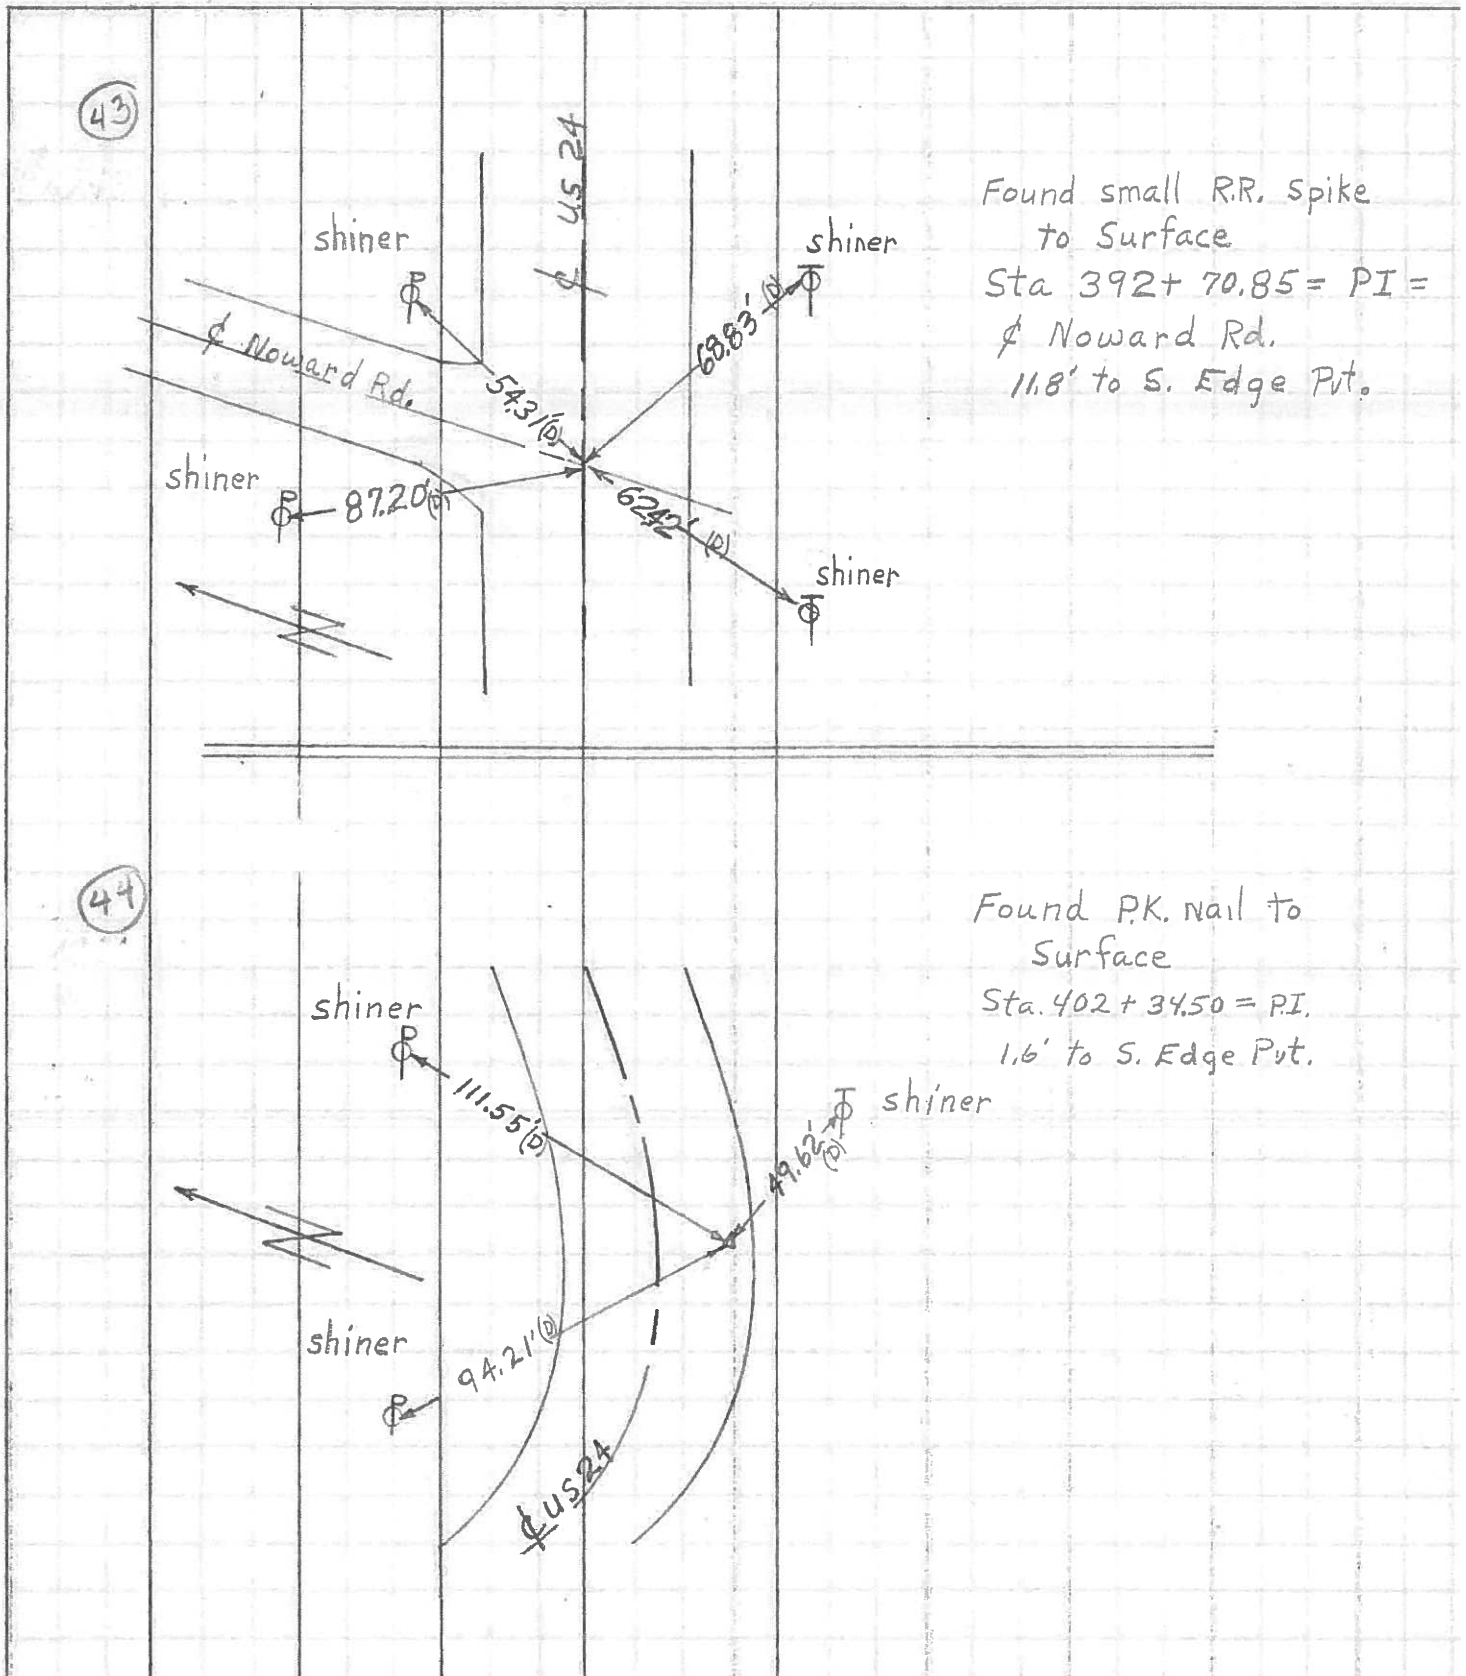 43
℄ US 24
shiner
shiner
Found small R.R. Spike
to Surface
Sta 392+70.85 = PI =
℄ Noward Rd.
11.8' to S. Edge Pvt.
℄ Noward Rd.
54.31'(D)
68.83'(D)
shiner
87.20'(D)
62.42'(D)
shiner
44
Found P.K. Nail to
Surface
Sta. 402+34.50 = P.I.
1.6' to S. Edge Pvt.
shiner
111.55'(D)
shiner
49.62'
(D)
shiner
94.21'(D)
℄ US 24